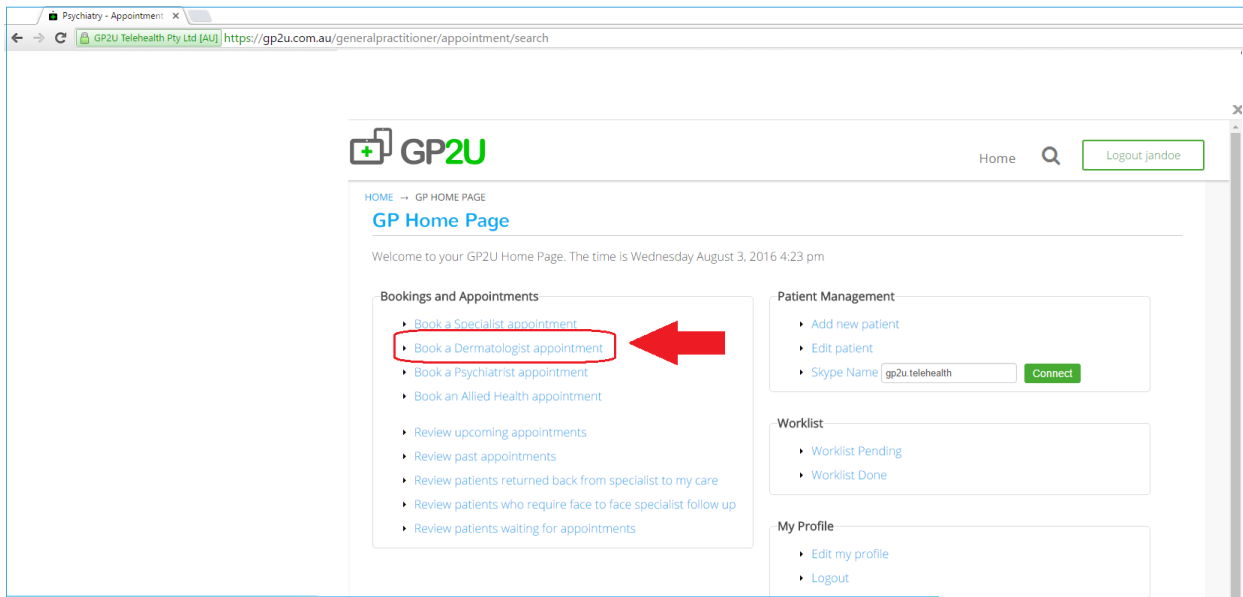 Psychiatry - Appointment
GP2U Telehealth Pty Ltd [AU] https://gp2u.com.au/generalpractitioner/appointment/search
GP2U
Home
Logout jandoe
HOME → GP HOME PAGE
GP Home Page
Welcome to your GP2U Home Page. The time is Wednesday August 3, 2016 4:23 pm
Bookings and Appointments
Book a Specialist appointment
Book a Dermatologist appointment
Book a Psychiatrist appointment
Book an Allied Health appointment
Review upcoming appointments
Review past appointments
Review patients returned back from specialist to my care
Review patients who require face to face specialist follow up
Review patients waiting for appointments
Patient Management
Add new patient
Edit patient
Skype Name gp2u.telehealth Connect
Worklist
Worklist Pending
Worklist Done
My Profile
Edit my profile
Logout